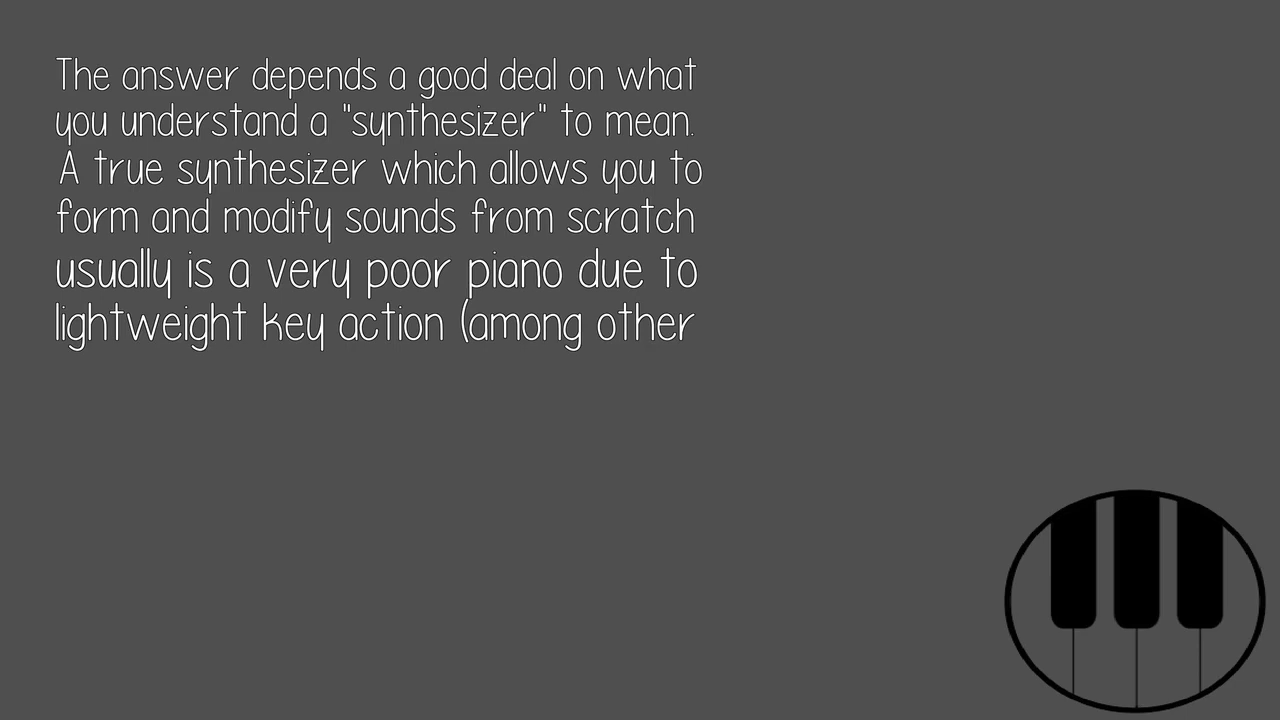 The answer depends a good deal on what
you understand a "synthesizer" to mean.
A true synthesizer which allows you to
form and modify sounds from scratch
usually is a very poor piano due to
lightweight key action (among other